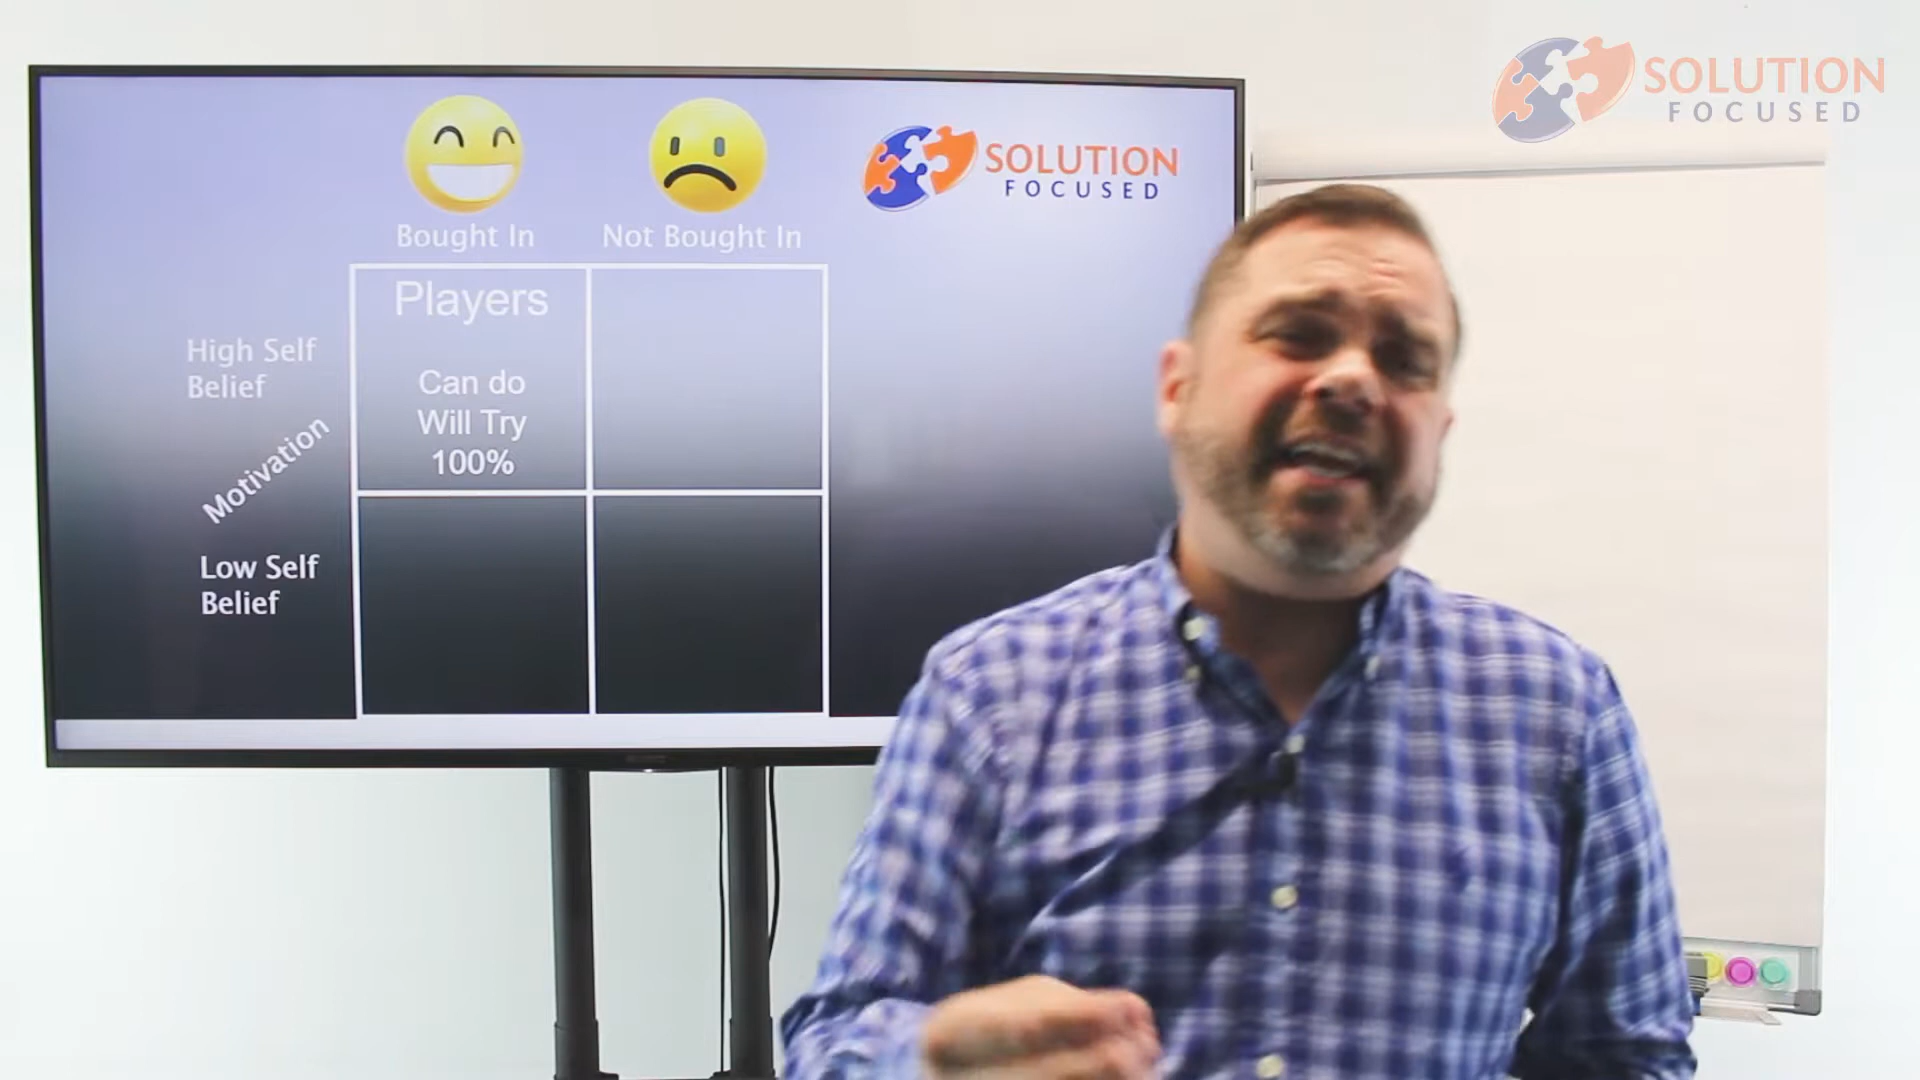 SOLUTION
FOCUSED
SOLUTION
FOCUSED
Bought In
Not Bought In
Players
High Self
Belief
Can do
Will Try
100%
Motivation
Low Self
Belief